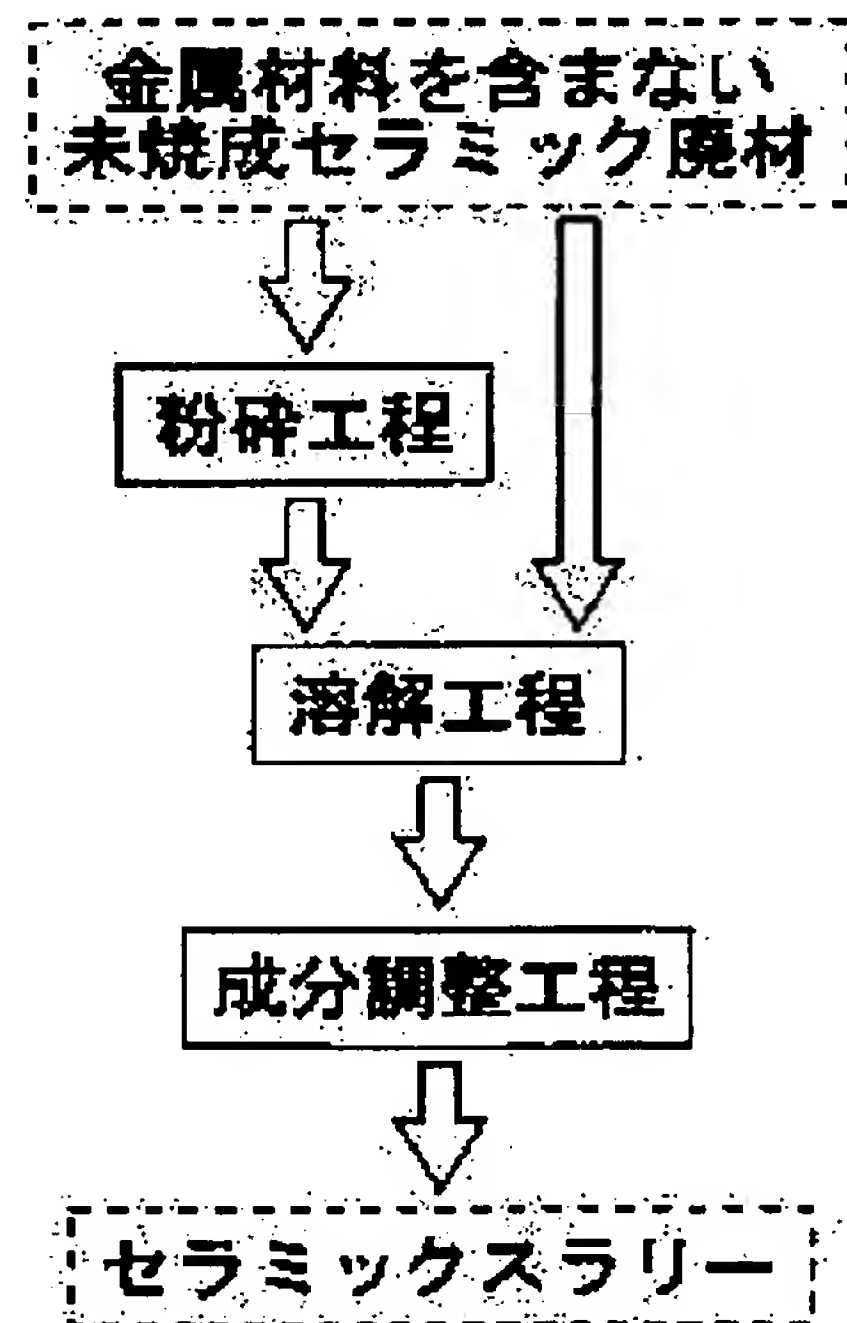 金属材料を含まない
未焼成セラミック廃材
粉砕工程
溶解工程
成分調整工程
セラミックスラリー